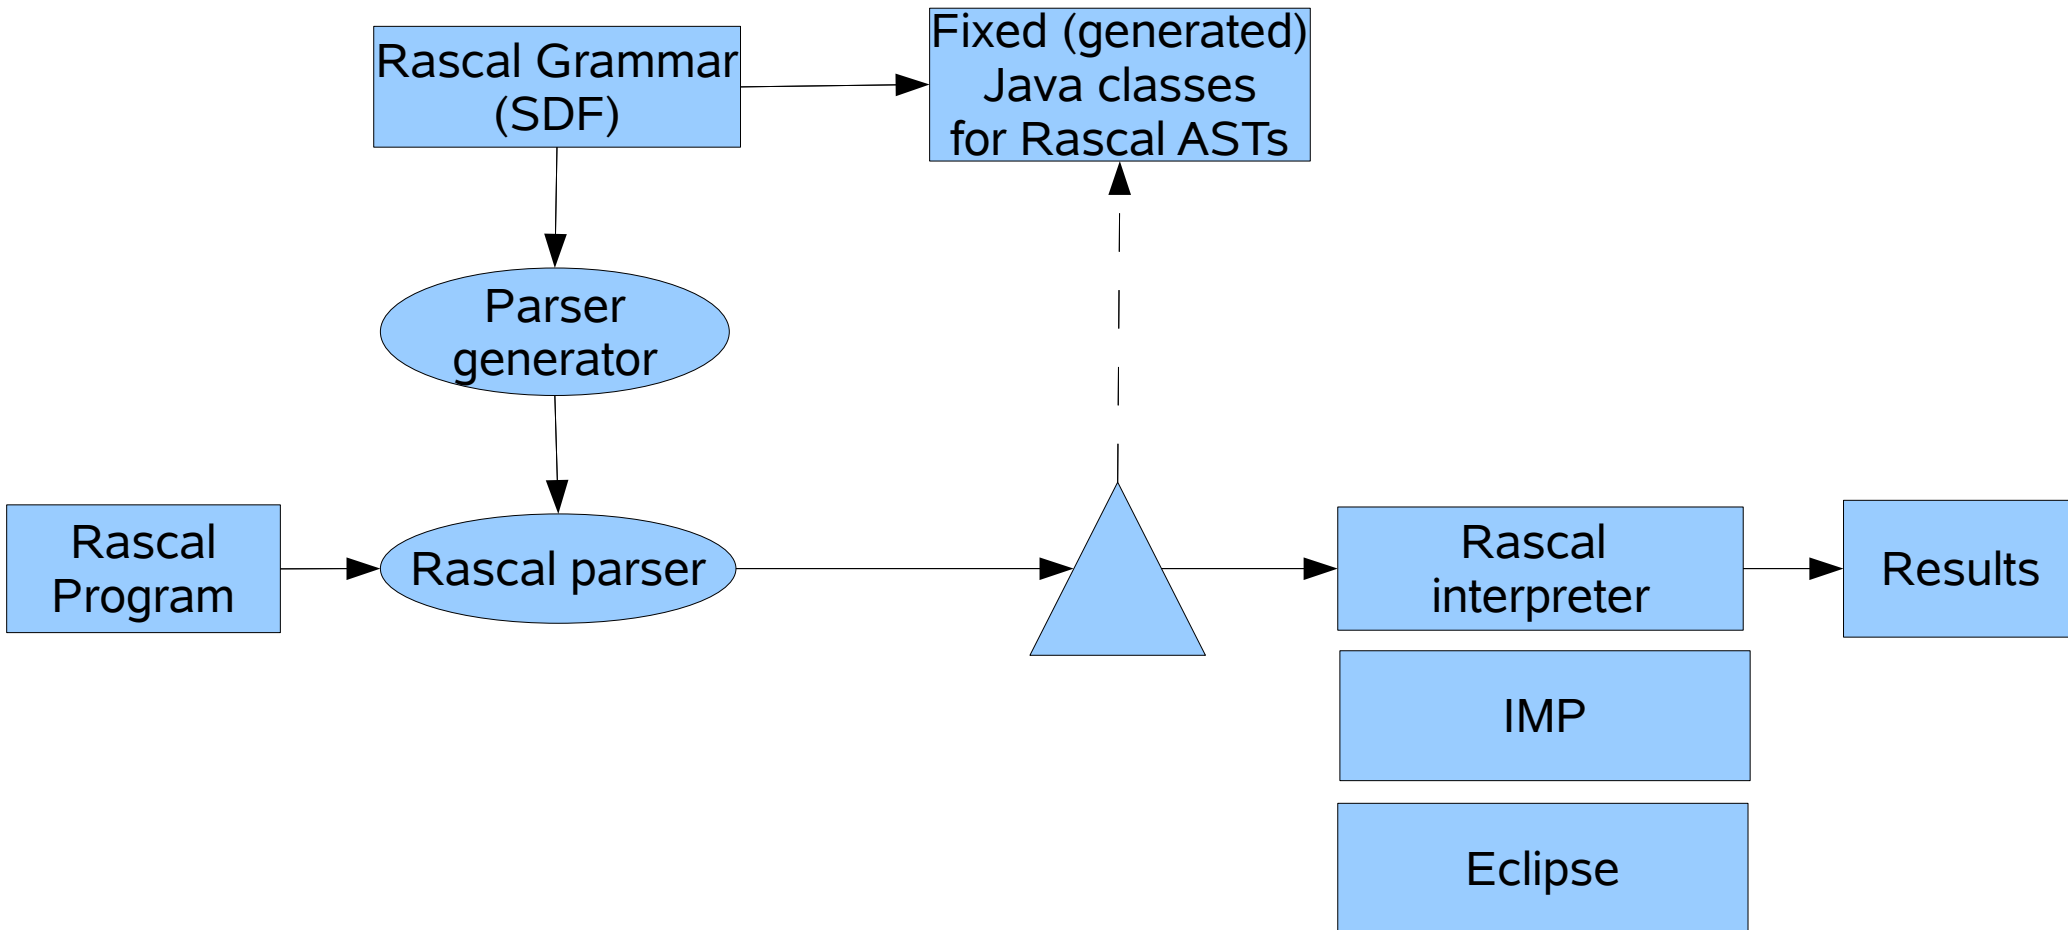 Rascal Grammar
(SDF)
Fixed (generated)
Java classes
for Rascal ASTs
Parser
generator
Rascal
Program
Rascal parser
Rascal
interpreter
Results
IMP
Eclipse